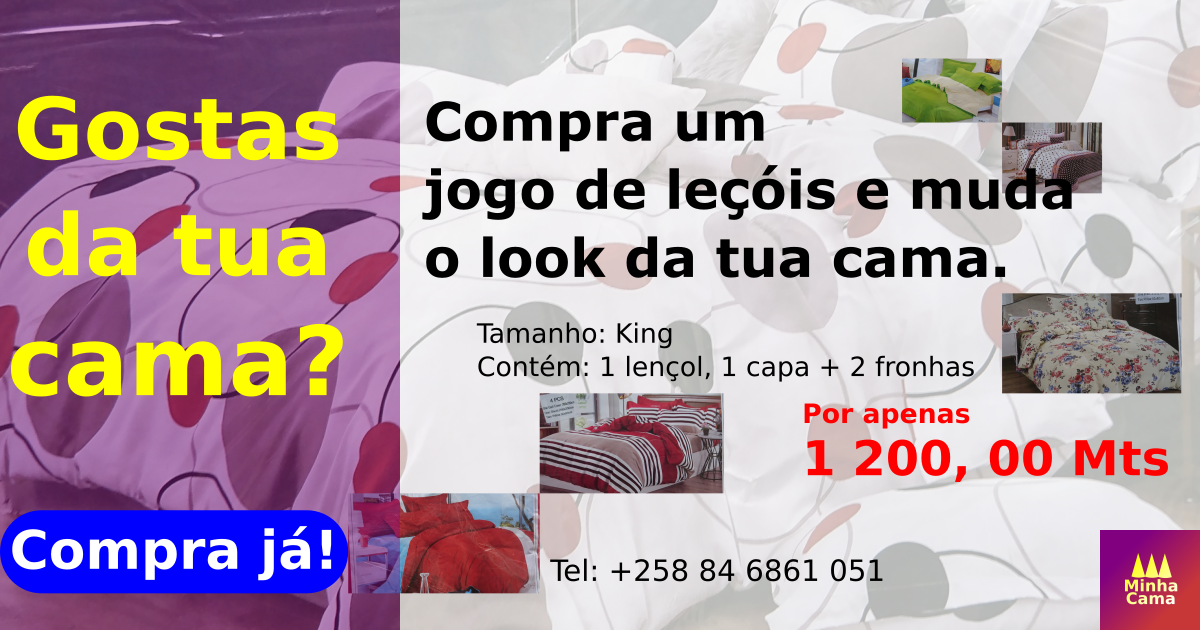 Gostas
da tua
cama?
Compra já!
Compra um
jogo de leçóis e muda
o look da tua cama.
Tamanho: King
Contém: 1 lençol, 1 capa + 2 fronhas
Por apenas
1 200, 00 Mts
Tel: +258 84 6861 051
4 PCS
Minha
Cama